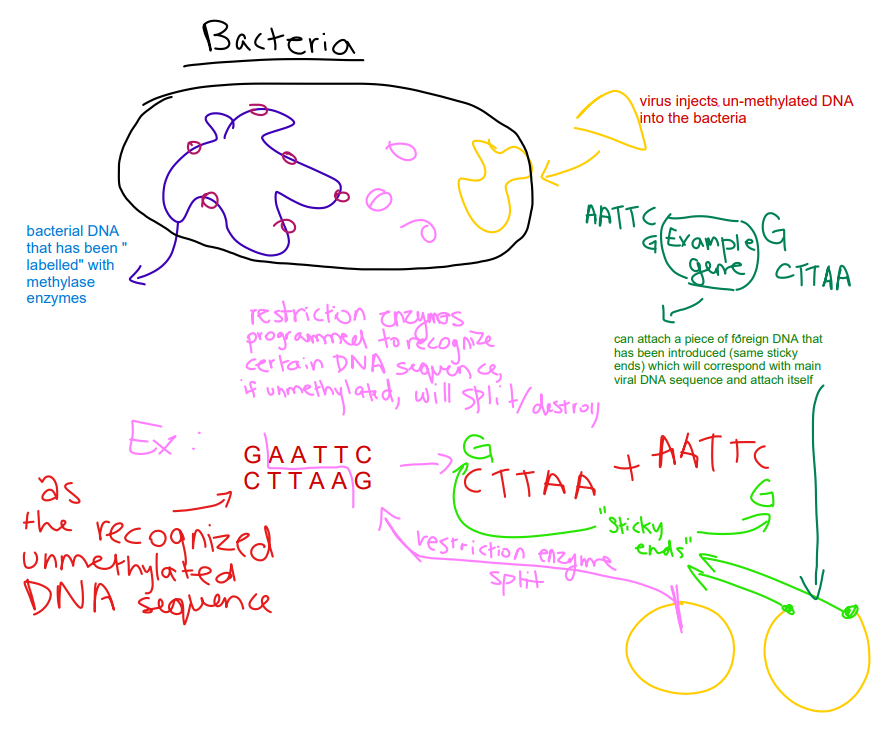 Bacteria
virus injects un-methylated DNA
into the bacteria
bacterial DNA
that has been "
labelled" with
methylase
enzymes
AATTC
G
Example
gene
G
CTTAA
can attach a piece of foreign DNA that
has been introduced (same sticky
ends) which will correspond with main
viral DNA sequence and attach itself
restriction enzymes
programmed to recognize
certain DNA sequence,
if unmethylated, will split/destroy
Ex:
GAATTC
CTTAAG
G
CTTAA + AATTC
G
"Sticky
ends"
restriction enzyme
split
as
the recognized
unmethylated
DNA sequence